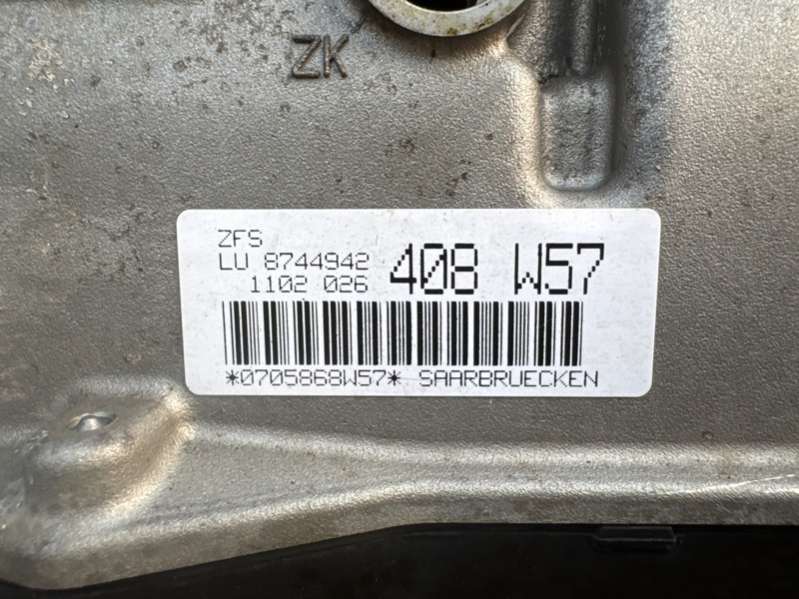 ZK
ZFS
LU 8744942
1102 026
408 W57
*0705868W57* SAARBRUECKEN